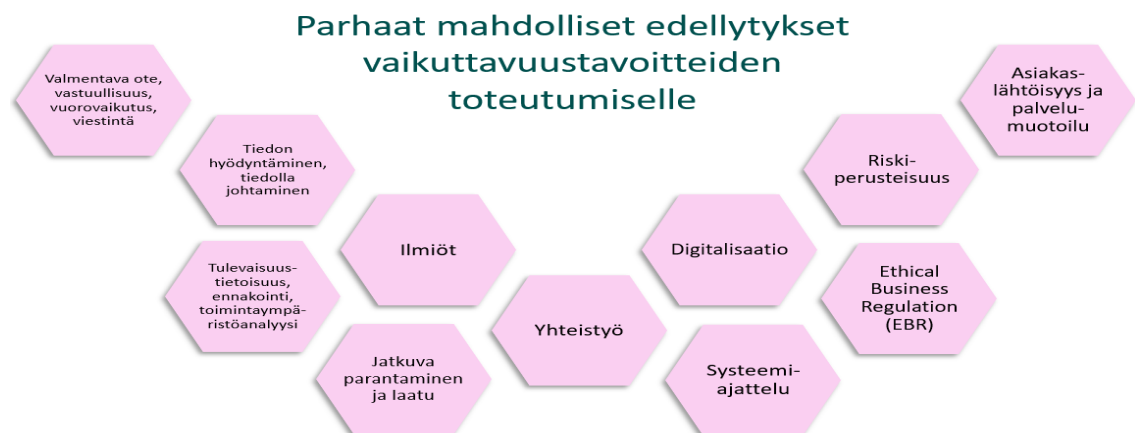 Parhaat mahdolliset edellytykset
vaikuttavuustavoitteiden
toteutumiselle
Valmentava ote,
vastuullisuus,
vuorovaikutus,
viestintä
Tiedon
hyödyntäminen,
tiedolla
johtaminen
Ilmiöt
Tulevaisuus-
tietoisuus,
ennakointi,
toimintaympä-
ristöanalyysi
Jatkuva
parantaminen
ja laatu
Yhteistyö
Digitalisaatio
Systeemi-
ajattelu
Riski-
perusteisuus
Ethical
Business
Regulation
(EBR)
Asiakas-
lähtöisyys ja
palvelu-
muotoilu